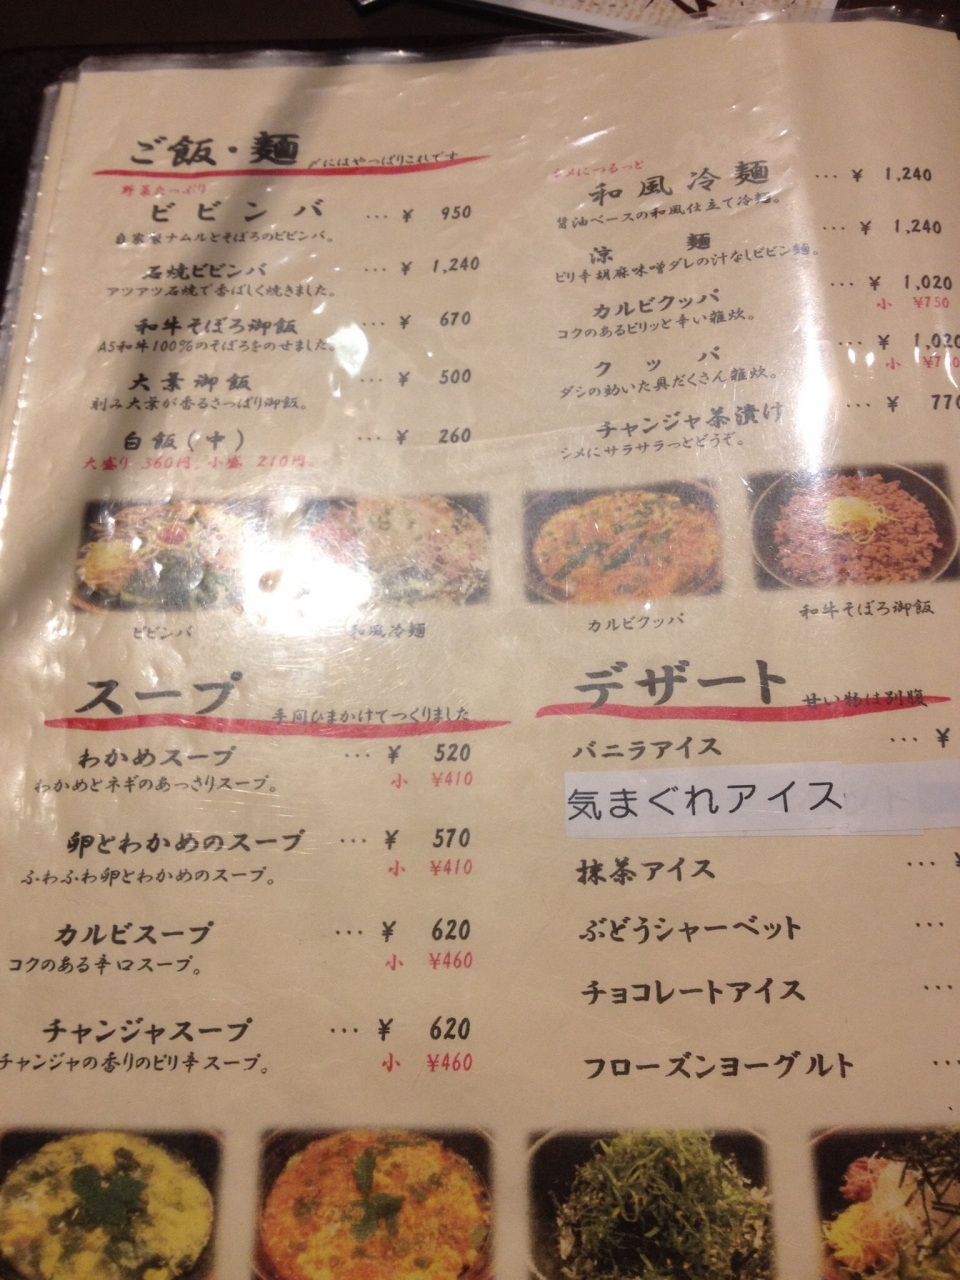 ご飯・麺 〆にはやっぱりこれです
野菜たっぷり
ビビンバ … ¥ 950
自家製ナムルとそぼろのビビンバ。
石焼ビビンバ … ¥ 1,240
アツアツ石焼で香ばしく焼きました。
和牛そぼろ御飯 … ¥ 670
A5和牛100%のそぼろをのせました。
大葉御飯 … ¥ 500
刻み大葉が香るさっぱり御飯。
白飯(中) … ¥ 260
大盛り 360円、小盛 210円。
シメにつるっと
和風冷麺 … ¥ 1,240
醤油ベースの和風仕立て冷麺。
涼麺 … ¥ 1,240
ピリ辛胡麻味噌ダレの汁なしビビン麺。
カルビクッパ … ¥ 1,020
コクのあるピリッと辛い雑炊。 小 ¥750
クッパ … ¥ 1,020
ダシの効いた具だくさん雑炊。 小
チャンジャ茶漬け … ¥ 770
シメにサラサラっとどうぞ。
ビビンバ
和風冷麺
カルビクッパ
和牛そぼろ御飯
スープ 手間ひまかけてつくりました
わかめスープ … ¥ 520
わかめとネギのあっさりスープ。 小 ¥410
卵とわかめのスープ … ¥ 570
ふわふわ卵とわかめのスープ。 小 ¥410
カルビスープ … ¥ 620
コクのある辛口スープ。 小 ¥460
チャンジャスープ … ¥ 620
チャンジャの香りのピリ辛スープ。 小 ¥460
デザート 甘い物は別腹
バニラアイス … ¥
気まぐれアイス
抹茶アイス … ¥
ぶどうシャーベット …
チョコレートアイス …
フローズンヨーグルト …